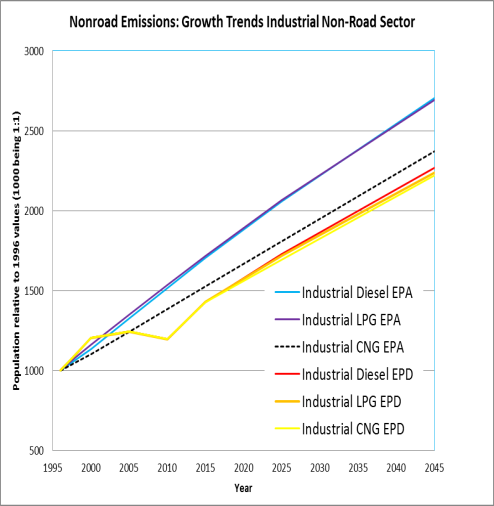 Nonroad Emissions: Growth Trends Industrial Non-Road Sector
Population relative to 1996 values (1000 being 1:1)
3000
2500
2000
1500
1000
500
Industrial Diesel EPA
Industrial LPG EPA
Industrial CNG EPA
Industrial Diesel EPD
Industrial LPG EPD
Industrial CNG EPD
1995 2000 2005 2010 2015 2020 2025 2030 2035 2040 2045
Year